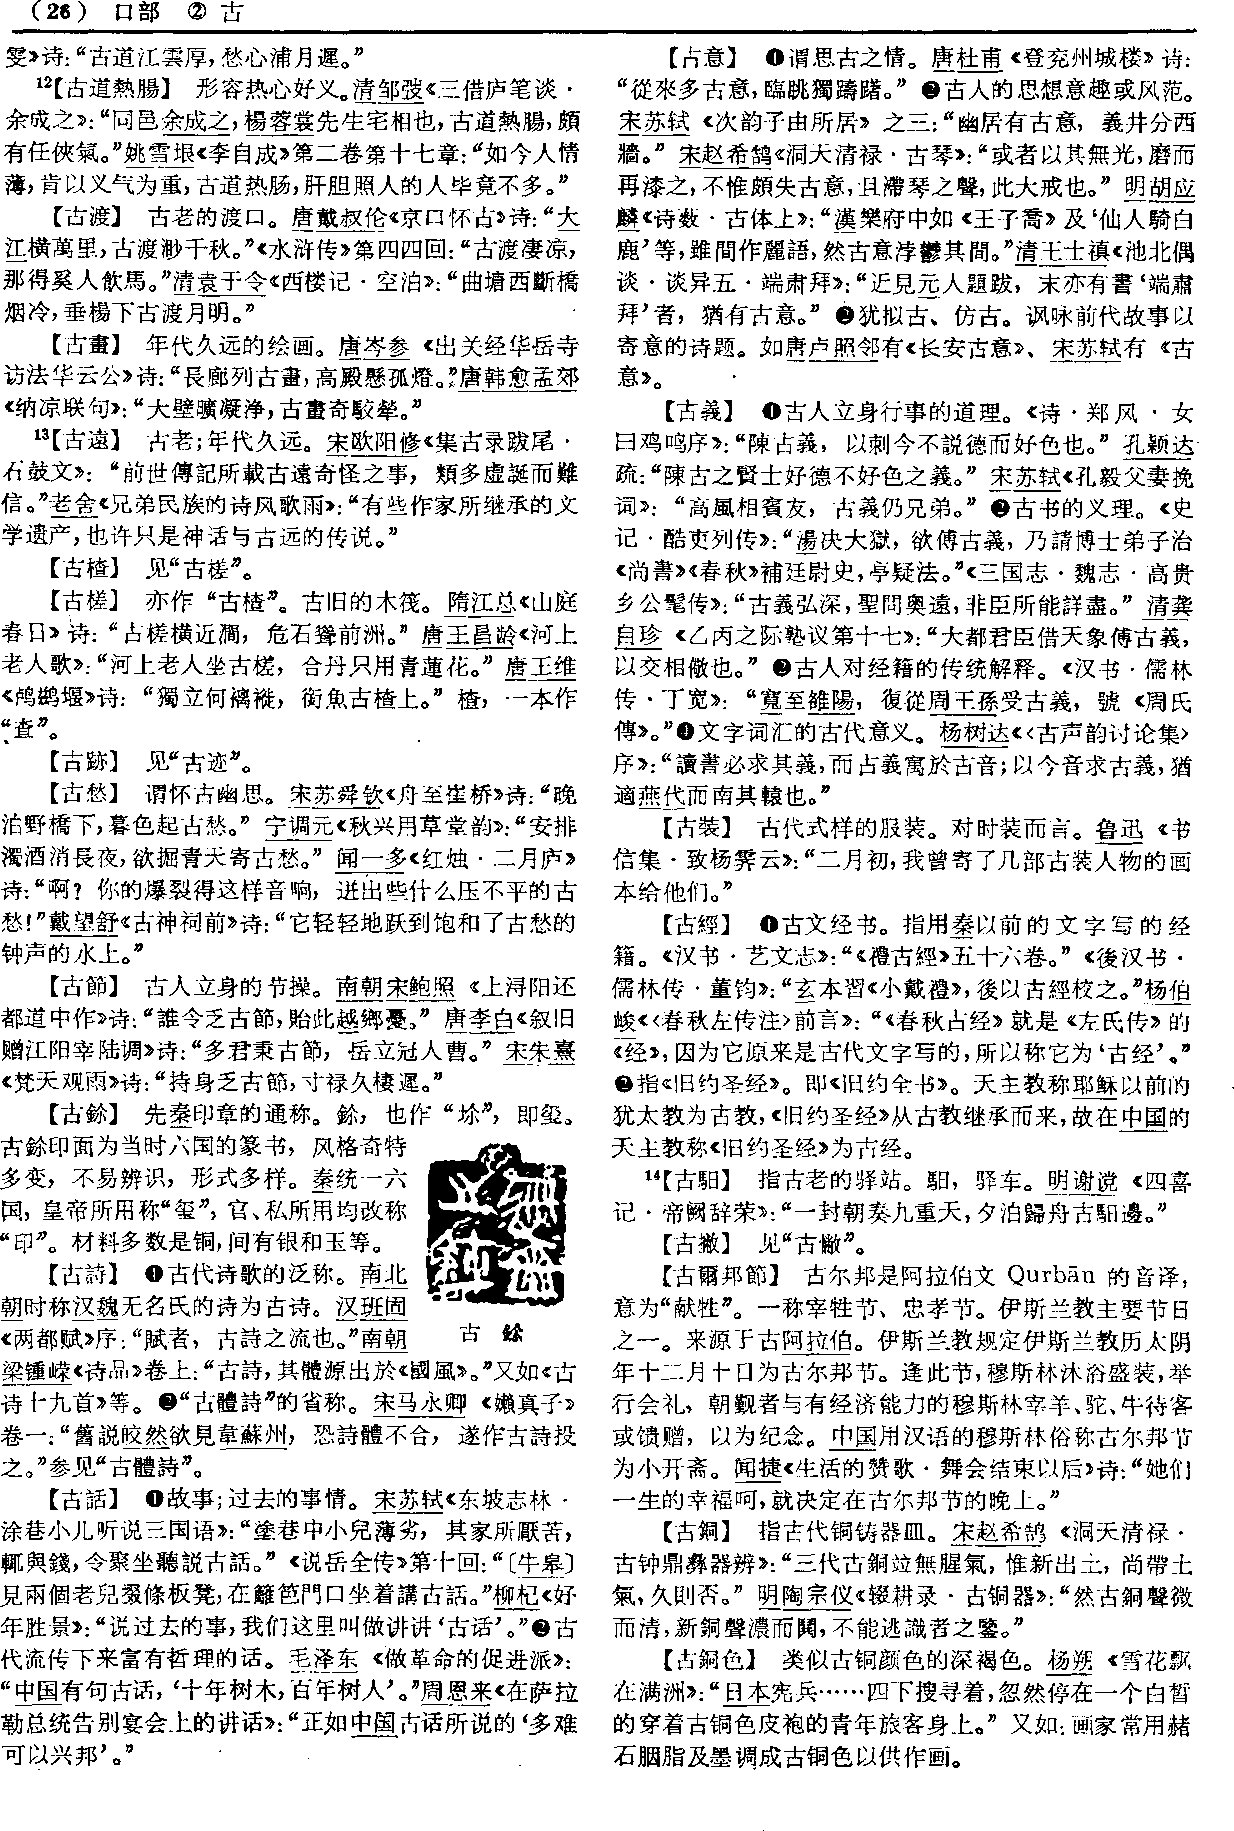 （26） 口部 ② 古
雯》诗：“古道江雲厚，愁心浦月遲。”
12【古道熱腸】 形容热心好义。清邹弢《三借庐笔谈·
余成之》：“同邑余成之，楊蓉裳先生宅相也，古道熱腸，頗
有任俠氣。”姚雪垠《李自成》第二卷第十七章：“如今人情
薄，肯以义气为重，古道热肠，肝胆照人的人毕竟不多。”
【古渡】 古老的渡口。唐戴叔伦《京口怀古》诗：“大
江橫萬里，古渡渺千秋。”《水浒传》第四四回：“古渡凄凉，
那得奚人飲馬。”清袁于令《西楼记·空泊》：“曲塘西斷橋
烟冷，垂楊下古渡月明。”
【古畫】 年代久远的绘画。唐岑参《出关经华岳寺
访法华云公》诗：“長廊列古畫，高殿懸孤燈。”唐韩愈孟郊
《纳凉联句》：“大壁曠凝浄，古畫奇駁犖。”
13【古遠】 古老；年代久远。宋欧阳修《集古录跋尾·
石鼓文》：“前世傳記所載古遠奇怪之事，類多虚誕而難
信。”老舍《兄弟民族的诗风歌雨》：“有些作家所继承的文
学遗产，也许只是神话与古远的传说。”
【古楂】 见“古槎”。
【古槎】 亦作“古楂”。古旧的木筏。隋江总《山庭
春日》诗：“古槎横近澗，危石聳前洲。”唐王昌龄《河上
老人歌》：“河上老人坐古槎，合丹只用青蓮花。”唐王维
《鸬鹚堰》诗：“獨立何襹褷，銜魚古楂上。”楂，一本作
“查”。
【古跡】 见“古迹”。
【古愁】 谓怀古幽思。宋苏舜钦《舟至崔桥》诗：“晚
泊野橋下，暮色起古愁。”宁调元《秋兴用草堂韵》：“安排
濁酒消長夜，欲掘青天寄古愁。”闻一多《红烛·二月庐》
诗：“啊？你的爆裂得这样音响，迸出些什么压不平的古
愁！”戴望舒《古神祠前》诗：“它轻轻地跃到饱和了古愁的
钟声的水上。”
【古節】 古人立身的节操。南朝宋鲍照《上浔阳还
都道中作》诗：“誰令乏古節，貽此越鄉憂。”唐李白《叙旧
赠江阳宰陆调》诗：“多君秉古節，岳立冠人曹。”宋朱熹
《梵天观雨》诗：“持身乏古節，寸禄久棲遲。”
【古鉨】 先秦印章的通称。鉨，也作“坺”，即玺。
古鉨印面为当时六国的篆书，风格奇特
多变，不易辨识，形式多样。秦统一六
国，皇帝所用称“玺”，官、私所用均改称
“印”。材料多数是铜，间有银和玉等。
古 鉨
【古詩】 ❶古代诗歌的泛称。南北
朝时称汉魏无名氏的诗为古诗。汉班固
《两都赋》序：“賦者，古詩之流也。”南朝
梁锺嵘《诗品》卷上：“古詩，其體源出於《國風》。”又如《古
诗十九首》等。❷“古體詩”的省称。宋马永卿《嬾真子》
卷一：“舊説皎然欲見韋蘇州，恐詩體不合，遂作古詩投
之。”参见“古體詩”。
【古話】 ❶故事；过去的事情。宋苏轼《东坡志林·
涂巷小儿听说三国语》：“塗巷中小兒薄劣，其家所厭苦，
輒與錢，令聚坐聽説古話。”《说岳全传》第十回：“〔牛皋〕
見兩個老兒掇條板凳，在籬笆門口坐着講古話。”柳杞《好
年胜景》：“说过去的事，我们这里叫做讲讲‘古话’。”❷古
代流传下来富有哲理的话。毛泽东《做革命的促进派》：
“中国有句古话，‘十年树木，百年树人’。”周恩来《在萨拉
勒总统告别宴会上的讲话》：“正如中国古话所说的‘多难
可以兴邦’。”
【古意】 ❶谓思古之情。唐杜甫《登兖州城楼》诗：
“從來多古意，臨眺獨躊躇。”❷古人的思想意趣或风范。
宋苏轼《次韵子由所居》之三：“幽居有古意，義井分西
牆。”宋赵希鹄《洞天清禄·古琴》：“或者以其無光，磨而
再漆之，不惟頗失古意，且滯琴之聲，此大戒也。”明胡应
麟《诗薮·古体上》：“漢樂府中如《王子喬》及‘仙人騎白
鹿’等，雖間作麗語，然古意浡鬱其間。”清王士禛《池北偶
谈·谈异五·端肃拜》：“近見元人題跋，末亦有書‘端肅
拜’者，猶有古意。”❸犹拟古、仿古。讽咏前代故事以
寄意的诗题。如唐卢照邻有《长安古意》、宋苏轼有《古
意》。
【古義】 ❶古人立身行事的道理。《诗·郑风·女
曰鸡鸣序》：“陳古義，以刺今不説德而好色也。”孔颖达
疏：“陳古之賢士好德不好色之義。”宋苏轼《孔毅父妻挽
词》：“高風相賓友，古義仍兄弟。”❷古书的义理。《史
记·酷吏列传》：“湯决大獄，欲傅古義，乃請博士弟子治
《尚書》《春秋》補廷尉史，亭疑法。”《三国志·魏志·高贵
乡公髦传》：“古義弘深，聖問奧遠，非臣所能詳盡。”清龚
自珍《乙丙之际塾议第十七》：“大都君臣借天象傅古義，
以交相儆也。”❸古人对经籍的传统解释。《汉书·儒林
传·丁宽》：“寬至雒陽，復從周王孫受古義，號《周氏
傳》。”❹文字词汇的古代意义。杨树达《〈古声韵讨论集〉
序》：“讀書必求其義，而古義寓於古音；以今音求古義，猶
適燕代而南其轅也。”
【古裝】 古代式样的服装。对时装而言。鲁迅《书
信集·致杨霁云》：“二月初，我曾寄了几部古装人物的画
本给他们。”
【古經】 ❶古文经书。指用秦以前的文字写的经
籍。《汉书·艺文志》：“《禮古經》五十六卷。”《後汉书·
儒林传·董钧》：“玄本習《小戴禮》，後以古經校之。”杨伯
峻《〈春秋左传注〉前言》：“《春秋古经》就是《左氏传》的
《经》，因为它原来是古代文字写的，所以称它为‘古经’。”
❷指《旧约圣经》。即《旧约全书》。天主教称耶稣以前的
犹太教为古教，《旧约圣经》从古教继承而来，故在中国的
天主教称《旧约圣经》为古经。
14【古馹】 指古老的驿站。馹，驿车。明谢谠《四喜
记·帝阙辞荣》：“一封朝奏九重天，夕泊歸舟古馹邊。”
【古撇】 见“古憋”。
【古爾邦節】 古尔邦是阿拉伯文 Qurbān 的音译，
意为“献牲”。一称宰牲节、忠孝节。伊斯兰教主要节日
之一。来源于古阿拉伯。伊斯兰教规定伊斯兰教历太阴
年十二月十日为古尔邦节。逢此节，穆斯林沐浴盛装，举
行会礼，朝觐者与有经济能力的穆斯林宰羊、驼、牛待客
或馈赠，以为纪念。中国用汉语的穆斯林俗称古尔邦节
为小开斋。闻捷《生活的赞歌·舞会结束以后》诗：“她们
一生的幸福呵，就决定在古尔邦节的晚上。”
【古銅】 指古代铜铸器皿。宋赵希鹄《洞天清禄·
古钟鼎彝器辨》：“三代古銅竝無腥氣，惟新出土，尚帶土
氣，久則否。”明陶宗仪《辍耕录·古铜器》：“然古銅聲微
而清，新銅聲濃而鬨，不能逃識者之鑒。”
【古銅色】 类似古铜颜色的深褐色。杨朔《雪花飘
在满洲》：“日本宪兵……四下搜寻着，忽然停在一个白皙
的穿着古铜色皮袍的青年旅客身上。”又如：画家常用赭
石胭脂及墨调成古铜色以供作画。